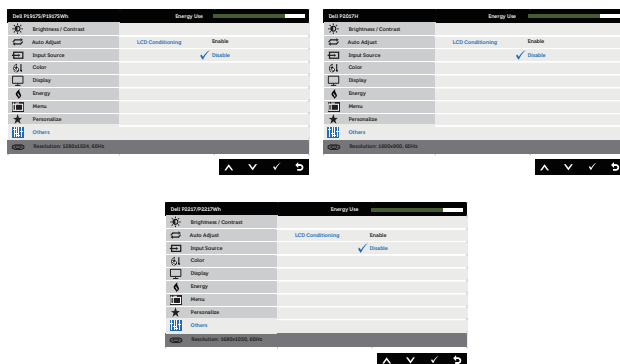 Dell P1917S/P1917SWh Energy Use
Brightness / Contrast
Auto Adjust LCD Conditioning Enable
Input Source Disable
Color
Display
Energy
Menu
Personalize
Others
Resolution: 1280x1024, 60Hz
Dell P2017H Energy Use
Brightness / Contrast
Auto Adjust LCD Conditioning Enable
Input Source Disable
Color
Display
Energy
Menu
Personalize
Others
Resolution: 1600x900, 60Hz
Dell P2217/P2217Wh Energy Use
Brightness / Contrast
Auto Adjust LCD Conditioning Enable
Input Source Disable
Color
Display
Energy
Menu
Personalize
Others
Resolution: 1680x1050, 60Hz